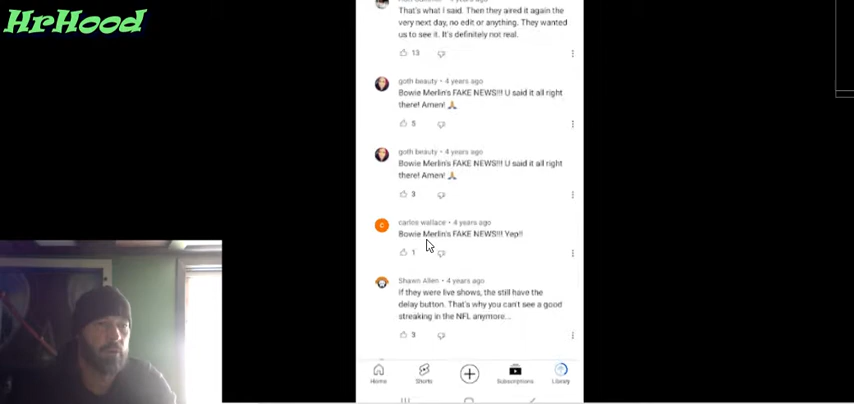 HrHood
That's what I said. Then they aired it again the
very next day, no edit or anything. They wanted
us to see it. It's definitely not real.
13
goth beauty • 4 years ago
Bowie Merlin's FAKE NEWS!!! U said it all right
there! Amen! 🙏
5
goth beauty • 4 years ago
Bowie Merlin's FAKE NEWS!!! U said it all right
there! Amen! 🙏
3
C
carlos wallace • 4 years ago
Bowie Merlin's FAKE NEWS!!! Yep!!
1
Shawn Allen • 4 years ago
If they were live shows, the still have the
delay button. That's why you can't see a good
streaking in the NFL anymore...
3
Home Shorts Subscriptions Library